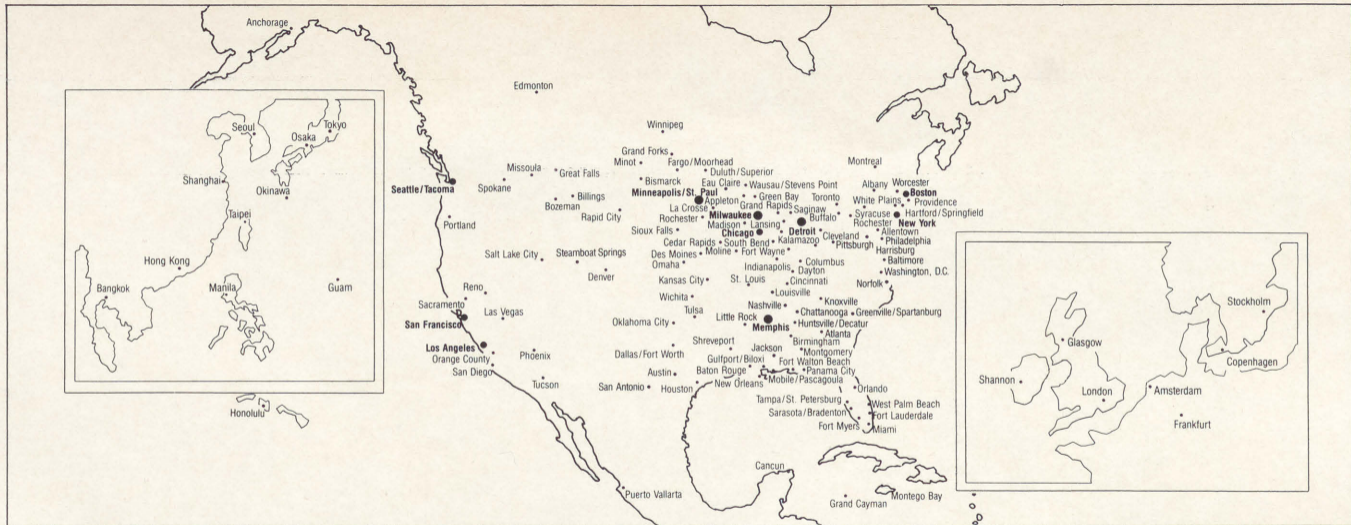 Anchorage
Edmonton
Winnipeg
Grand Forks
Minot
Fargo/Moorhead
Duluth/Superior
Missoula
Great Falls
Spokane
Seattle/Tacoma
Bismarck
Eau Claire
Wausau/Stevens Point
Minneapolis/St. Paul
Appleton
Green Bay
Billings
Bozeman
Rapid City
La Crosse
Grand Rapids
Saginaw
Rochester
Milwaukee
Madison
Lansing
Buffalo
Toronto
Montreal
Albany
Worcester
Boston
White Plains
Providence
Syracuse
Hartford/Springfield
Rochester
New York
Portland
Sioux Falls
Chicago
Detroit
Cleveland
Allentown
Cedar Rapids
South Bend
Kalamazoo
Pittsburgh
Philadelphia
Harrisburg
Salt Lake City
Steamboat Springs
Des Moines
Moline
Fort Wayne
Baltimore
Omaha
Indianapolis
Columbus
Dayton
Washington, D.C.
Denver
Kansas City
St. Louis
Cincinnati
Norfolk
Reno
Sacramento
Wichita
Louisville
Nashville
Knoxville
San Francisco
Las Vegas
Tulsa
Little Rock
Chattanooga
Greenville/Spartanburg
Oklahoma City
Memphis
Huntsville/Decatur
Atlanta
Los Angeles
Orange County
Phoenix
Shreveport
Birmingham
Dallas/Fort Worth
Jackson
Montgomery
Gulfport/Biloxi
Fort Walton Beach
San Diego
Tucson
Austin
Baton Rouge
Panama City
San Antonio
Houston
New Orleans
Mobile/Pascagoula
Orlando
Tampa/St. Petersburg
West Palm Beach
Sarasota/Bradenton
Fort Lauderdale
Fort Myers
Miami
Puerto Vallarta
Cancun
Grand Cayman
Montego Bay
Honolulu
Seoul
Osaka
Tokyo
Shanghai
Okinawa
Taipei
Hong Kong
Bangkok
Manila
Guam
Stockholm
Glasgow
Copenhagen
Shannon
London
Amsterdam
Frankfurt